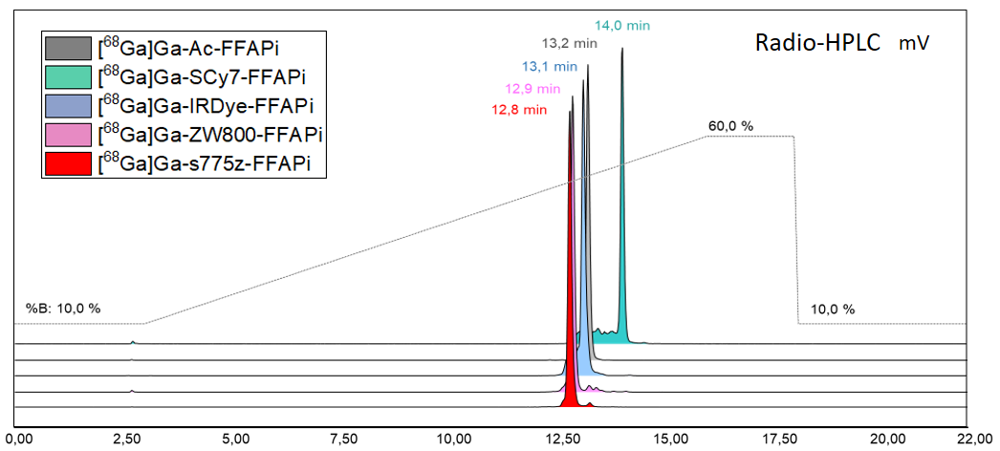 14,0 min
13,2 min
Radio-HPLC mV
[⁶⁸Ga]Ga-Ac-FFAPi
[⁶⁸Ga]Ga-SCy7-FFAPi
[⁶⁸Ga]Ga-IRDye-FFAPi
[⁶⁸Ga]Ga-ZW800-FFAPi
[⁶⁸Ga]Ga-s775z-FFAPi
13,1 min
12,9 min
12,8 min
60,0 %
%B: 10,0 %
10,0 %
0,00 2,50 5,00 7,50 10,00 12,50 15,00 17,50 20,00 22,00